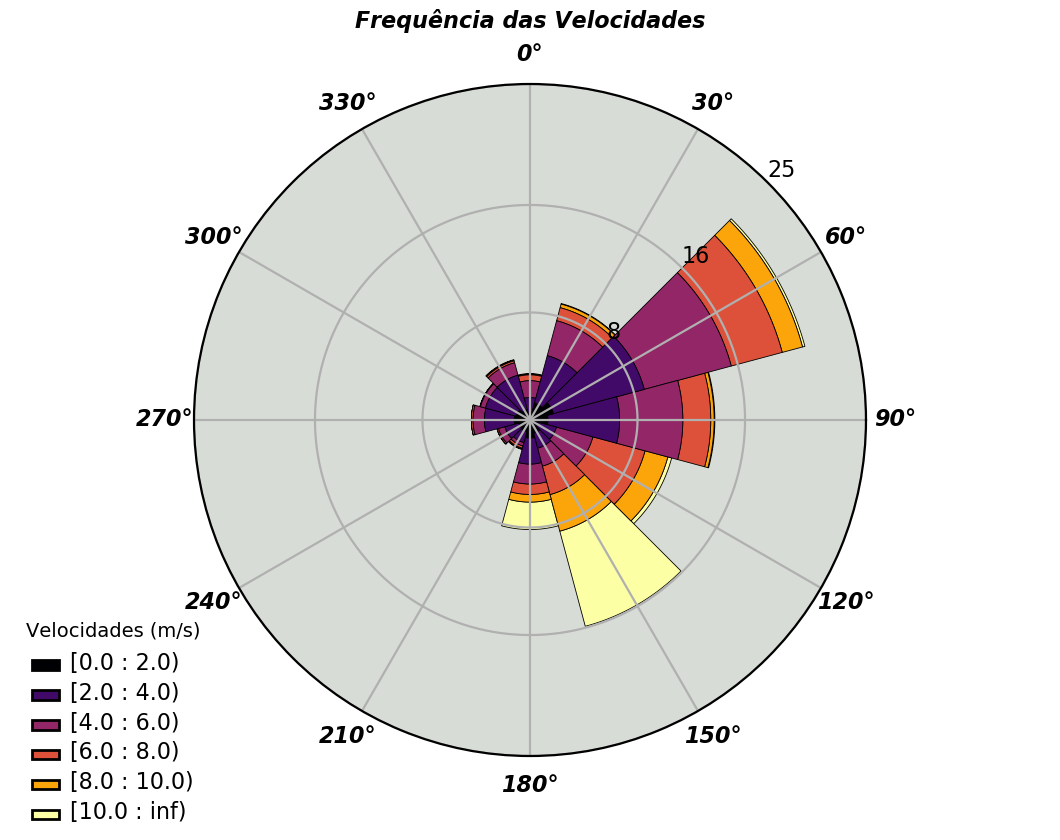 Frequência das Velocidades
0°
330°
30°
25
300°
60°
16
8
270°
90°
240°
120°
210°
150°
180°
Velocidades (m/s)
[0.0 : 2.0)
[2.0 : 4.0)
[4.0 : 6.0)
[6.0 : 8.0)
[8.0 : 10.0)
[10.0 : inf)